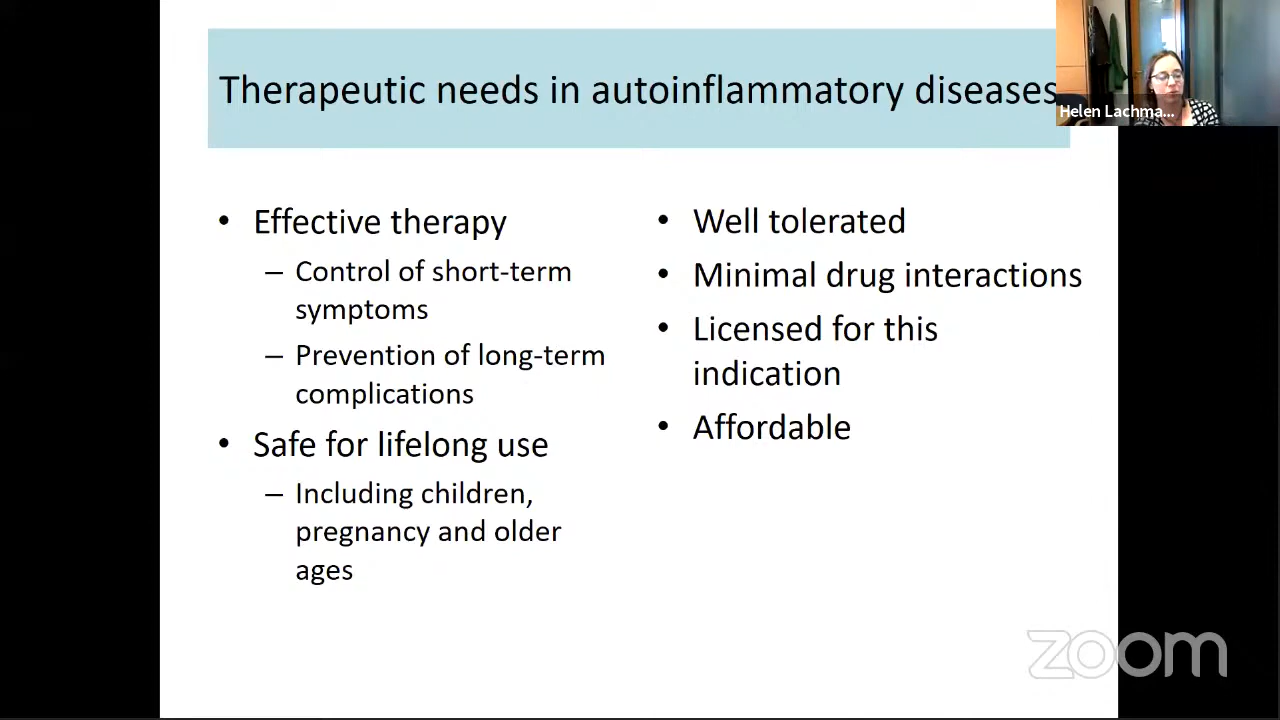 Therapeutic needs in autoinflammatory diseases
Helen Lachma...
• Effective therapy
– Control of short-term
symptoms
– Prevention of long-term
complications
• Safe for lifelong use
– Including children,
pregnancy and older
ages
• Well tolerated
• Minimal drug interactions
• Licensed for this
indication
• Affordable
zoom